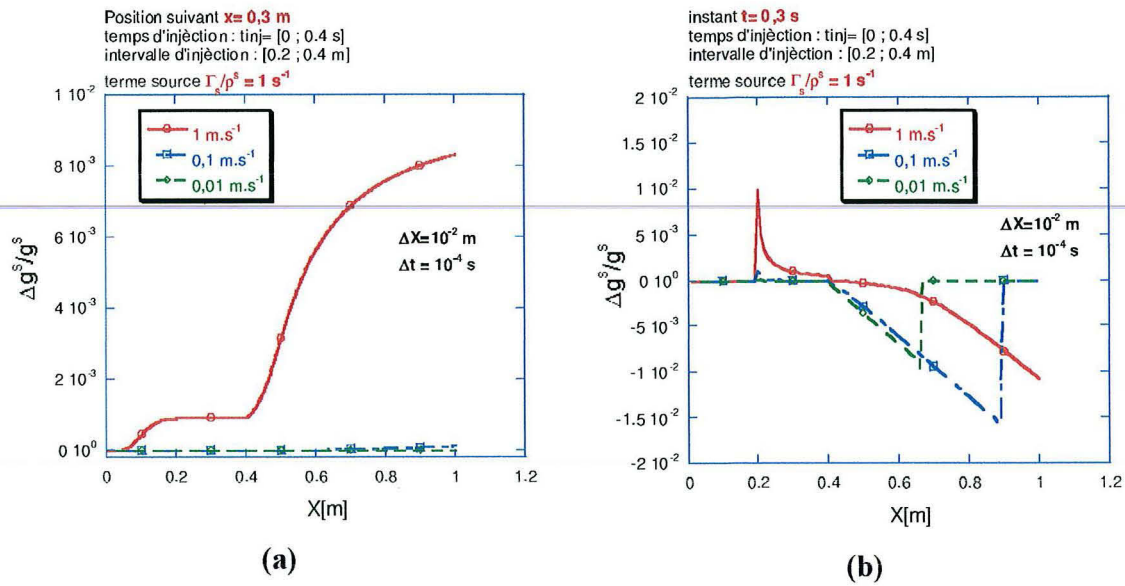 Position suivant x= 0,3 m
temps d'injèction : tinj= [0 ; 0.4 s]
intervalle d'injèction : [0.2 ; 0.4 m]
terme source Γs/ρˢ = 1 s⁻¹
1 10⁻²
8 10⁻³
6 10⁻³
4 10⁻³
2 10⁻³
0 10⁰
Δgˢ/gˢ
1 m.s⁻¹
0,1 m.s⁻¹
0,01 m.s⁻¹
ΔX=10⁻² m
Δt = 10⁻⁴ s
0 0.2 0.4 0.6 0.8 1 1.2
X[m]
(a)
instant t= 0,3 s
temps d'injèction : tinj= [0 ; 0.4 s]
intervalle d'injèction : [0.2 ; 0.4 m]
terme source Γs/ρˢ = 1 s⁻¹
2 10⁻²
1.5 10⁻²
1 10⁻²
5 10⁻³
0 10⁰
-5 10⁻³
-1 10⁻²
-1.5 10⁻²
-2 10⁻²
Δgˢ/gˢ
1 m.s⁻¹
0,1 m.s⁻¹
0,01 m.s⁻¹
ΔX=10⁻² m
Δt = 10⁻⁴ s
0 0.2 0.4 0.6 0.8 1 1.2
X[m]
(b)